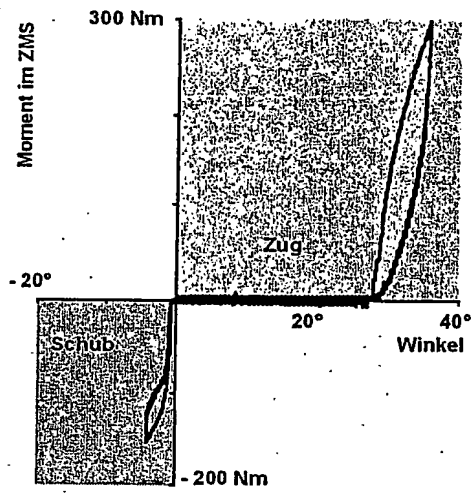 300 Nm
Moment im ZMS
Zug
- 20°
20°
40°
Winkel
Schub
- 200 Nm